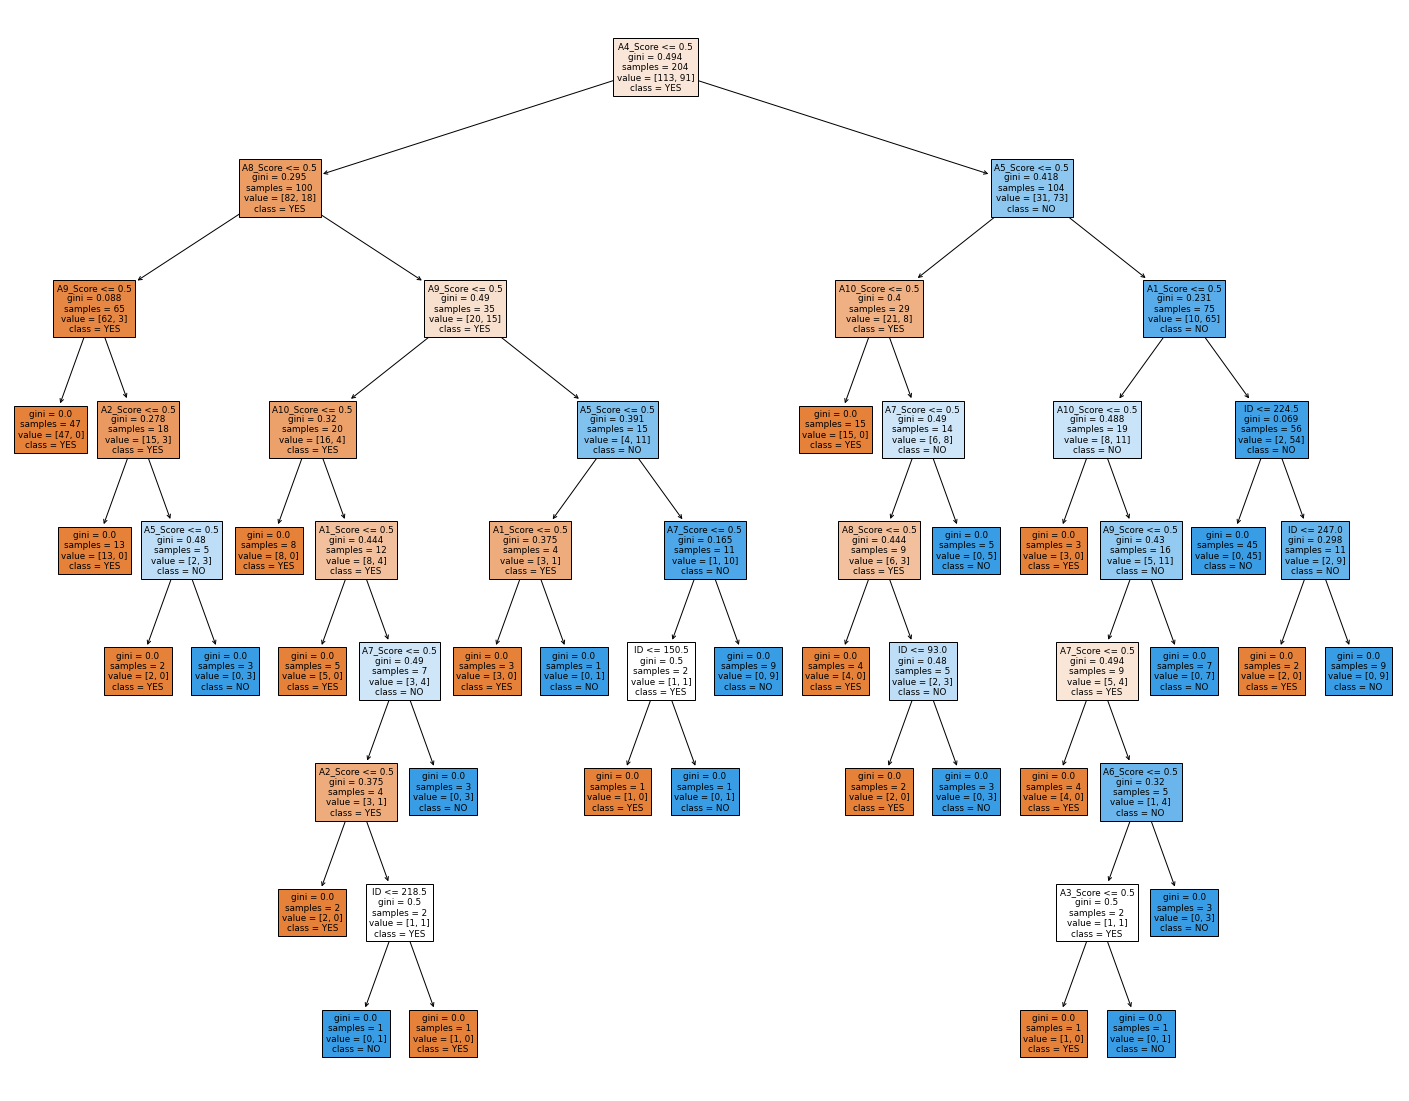 A4_Score <= 0.5
gini = 0.494
samples = 204
value = [113, 91]
class = YES
A8_Score <= 0.5
gini = 0.295
samples = 100
value = [82, 18]
class = YES
A5_Score <= 0.5
gini = 0.418
samples = 104
value = [31, 73]
class = NO
A9_Score <= 0.5
gini = 0.088
samples = 65
value = [62, 3]
class = YES
A9_Score <= 0.5
gini = 0.49
samples = 35
value = [20, 15]
class = YES
A10_Score <= 0.5
gini = 0.4
samples = 29
value = [21, 8]
class = YES
A1_Score <= 0.5
gini = 0.231
samples = 75
value = [10, 65]
class = NO
gini = 0.0
samples = 47
value = [47, 0]
class = YES
A2_Score <= 0.5
gini = 0.278
samples = 18
value = [15, 3]
class = YES
A10_Score <= 0.5
gini = 0.32
samples = 20
value = [16, 4]
class = YES
A5_Score <= 0.5
gini = 0.391
samples = 15
value = [4, 11]
class = NO
gini = 0.0
samples = 15
value = [15, 0]
class = YES
A7_Score <= 0.5
gini = 0.49
samples = 14
value = [6, 8]
class = NO
A10_Score <= 0.5
gini = 0.488
samples = 19
value = [8, 11]
class = NO
ID <= 224.5
gini = 0.069
samples = 56
value = [2, 54]
class = NO
gini = 0.0
samples = 13
value = [13, 0]
class = YES
A5_Score <= 0.5
gini = 0.48
samples = 5
value = [2, 3]
class = NO
gini = 0.0
samples = 8
value = [8, 0]
class = YES
A1_Score <= 0.5
gini = 0.444
samples = 12
value = [8, 4]
class = YES
A1_Score <= 0.5
gini = 0.375
samples = 4
value = [3, 1]
class = YES
A7_Score <= 0.5
gini = 0.165
samples = 11
value = [1, 10]
class = NO
A8_Score <= 0.5
gini = 0.444
samples = 9
value = [6, 3]
class = YES
gini = 0.0
samples = 5
value = [0, 5]
class = NO
gini = 0.0
samples = 3
value = [3, 0]
class = YES
A9_Score <= 0.5
gini = 0.43
samples = 16
value = [5, 11]
class = NO
gini = 0.0
samples = 45
value = [0, 45]
class = NO
ID <= 247.0
gini = 0.298
samples = 11
value = [2, 9]
class = NO
gini = 0.0
samples = 2
value = [2, 0]
class = YES
gini = 0.0
samples = 3
value = [0, 3]
class = NO
gini = 0.0
samples = 5
value = [5, 0]
class = YES
A7_Score <= 0.5
gini = 0.49
samples = 7
value = [3, 4]
class = NO
gini = 0.0
samples = 3
value = [3, 0]
class = YES
gini = 0.0
samples = 1
value = [0, 1]
class = NO
ID <= 150.5
gini = 0.5
samples = 2
value = [1, 1]
class = YES
gini = 0.0
samples = 9
value = [0, 9]
class = NO
gini = 0.0
samples = 4
value = [4, 0]
class = YES
ID <= 93.0
gini = 0.48
samples = 5
value = [2, 3]
class = NO
A7_Score <= 0.5
gini = 0.494
samples = 9
value = [5, 4]
class = YES
gini = 0.0
samples = 7
value = [0, 7]
class = NO
gini = 0.0
samples = 2
value = [2, 0]
class = YES
gini = 0.0
samples = 9
value = [0, 9]
class = NO
A2_Score <= 0.5
gini = 0.375
samples = 4
value = [3, 1]
class = YES
gini = 0.0
samples = 3
value = [0, 3]
class = NO
gini = 0.0
samples = 1
value = [1, 0]
class = YES
gini = 0.0
samples = 1
value = [0, 1]
class = NO
gini = 0.0
samples = 2
value = [2, 0]
class = YES
gini = 0.0
samples = 3
value = [0, 3]
class = NO
gini = 0.0
samples = 4
value = [4, 0]
class = YES
A6_Score <= 0.5
gini = 0.32
samples = 5
value = [1, 4]
class = NO
gini = 0.0
samples = 2
value = [2, 0]
class = YES
ID <= 218.5
gini = 0.5
samples = 2
value = [1, 1]
class = YES
A3_Score <= 0.5
gini = 0.5
samples = 2
value = [1, 1]
class = YES
gini = 0.0
samples = 3
value = [0, 3]
class = NO
gini = 0.0
samples = 1
value = [0, 1]
class = NO
gini = 0.0
samples = 1
value = [1, 0]
class = YES
gini = 0.0
samples = 1
value = [1, 0]
class = YES
gini = 0.0
samples = 1
value = [0, 1]
class = NO